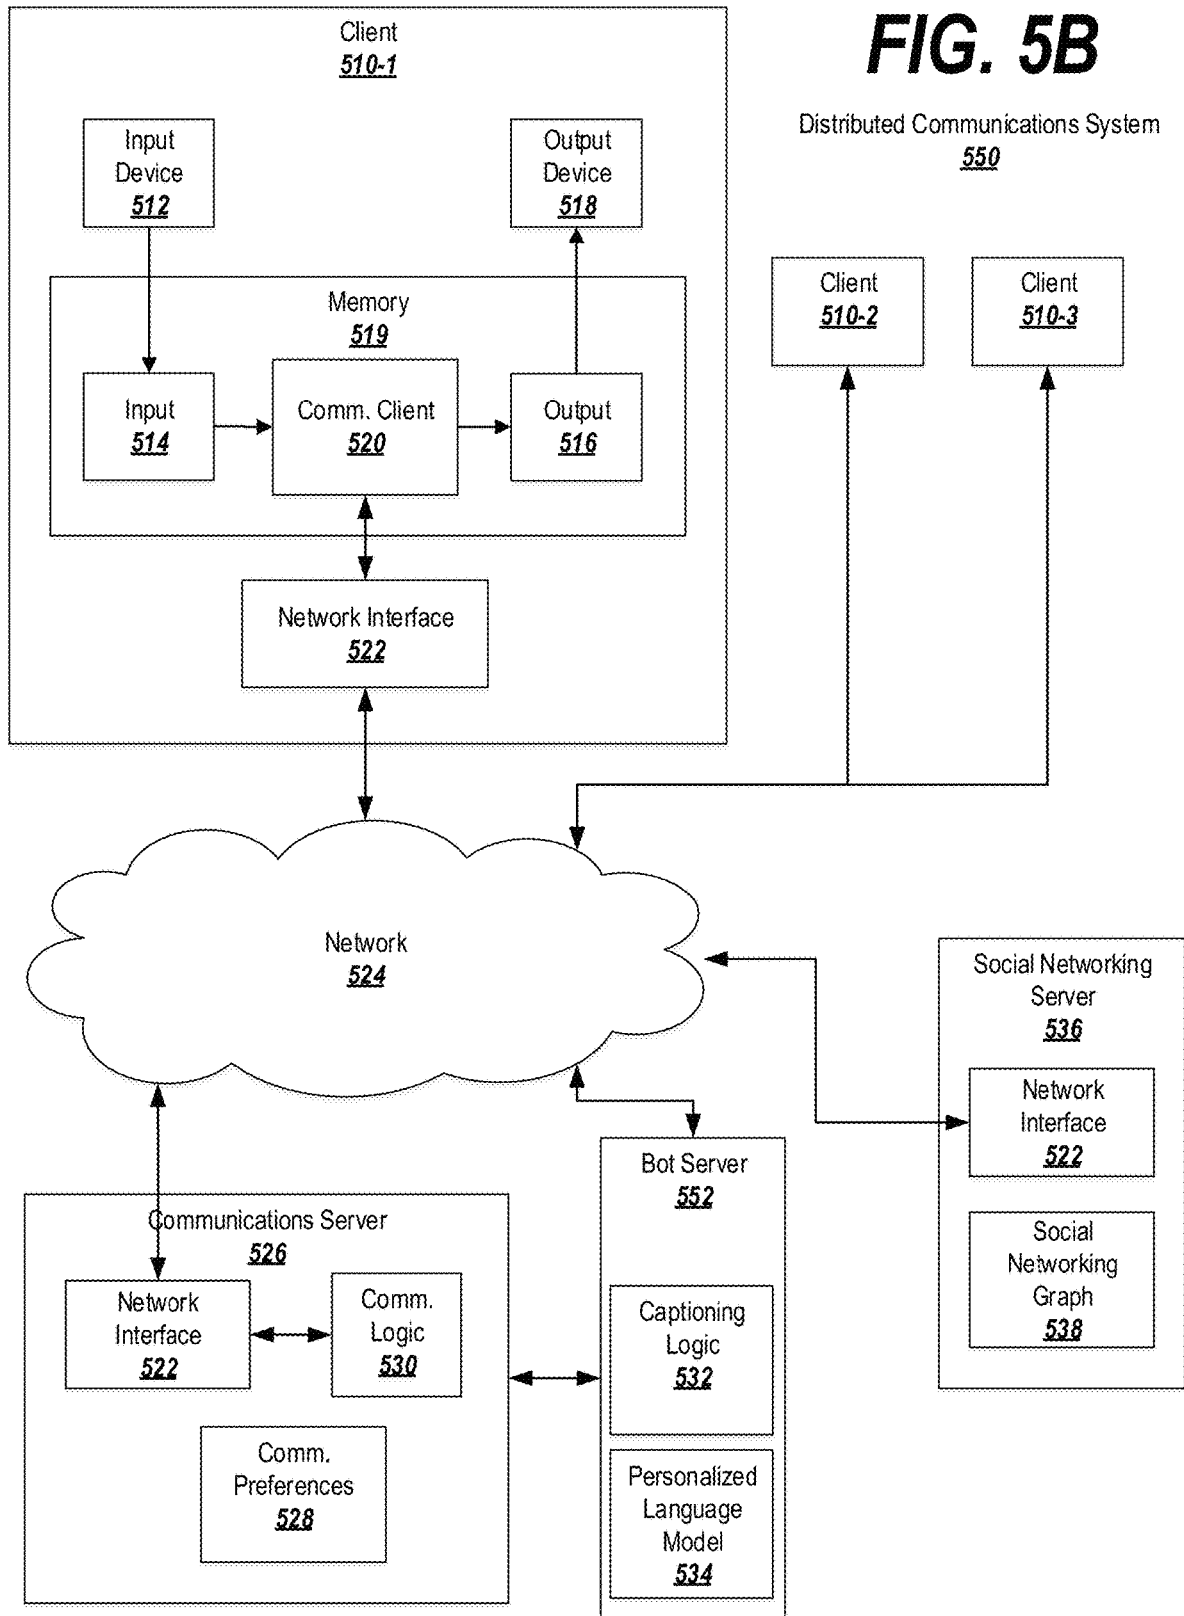 FIG. 5B
Distributed Communications System
550
Client
510-1
Input
Device
512
Output
Device
518
Memory
519
Input
514
Comm. Client
520
Output
516
Network Interface
522
Client
510-2
Client
510-3
Network
524
Social Networking
Server
536
Network
Interface
522
Social
Networking
Graph
538
Communications Server
526
Network
Interface
522
Comm.
Logic
530
Comm.
Preferences
528
Bot Server
552
Captioning
Logic
532
Personalized
Language
Model
534